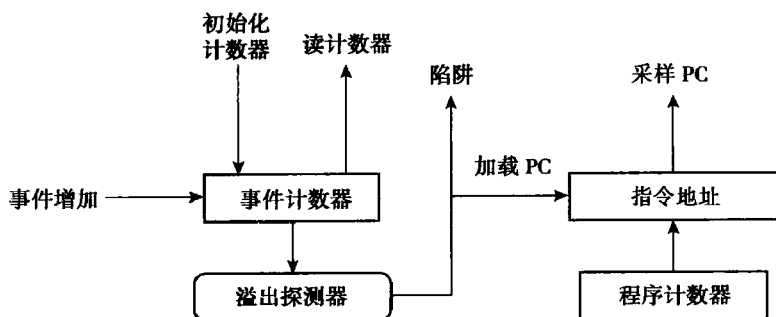 初始化
计数器
读计数器
陷阱
采样 PC
加载 PC
事件增加
事件计数器
指令地址
溢出探测器
程序计数器